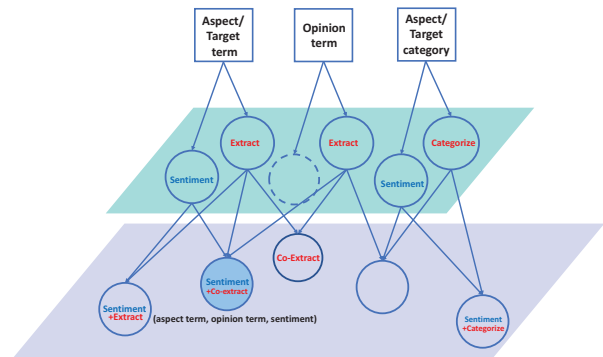 Aspect/
Target
term
Opinion
term
Aspect/
Target
category
Extract
Extract
Categorize
Sentiment
Sentiment
Co-Extract
Sentiment
+Co-extract
Sentiment
+Extract
(aspect term, opinion term, sentiment)
Sentiment
+Categorize